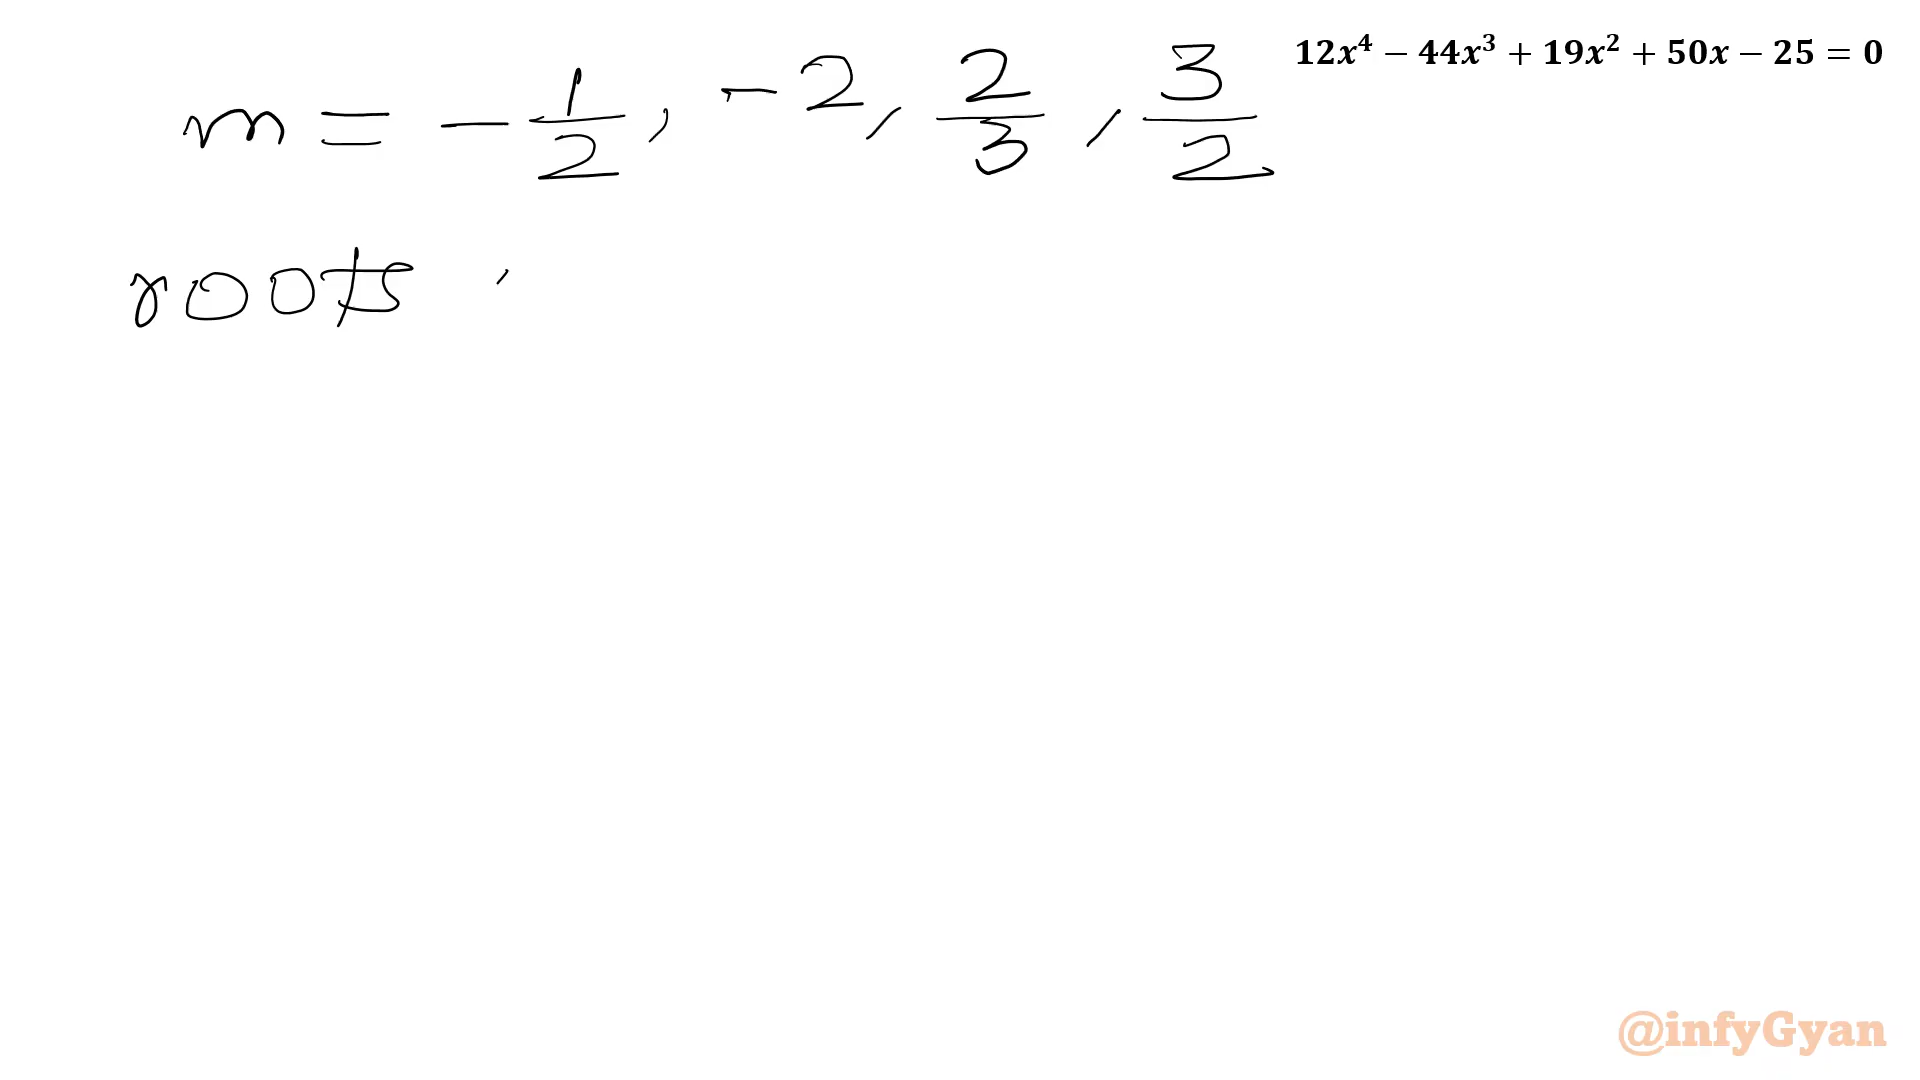 12x⁴ − 44x³ + 19x² + 50x − 25 = 0
m = − 1/2 , −2 , 2/3 , 3/2
roots
@infyGyan